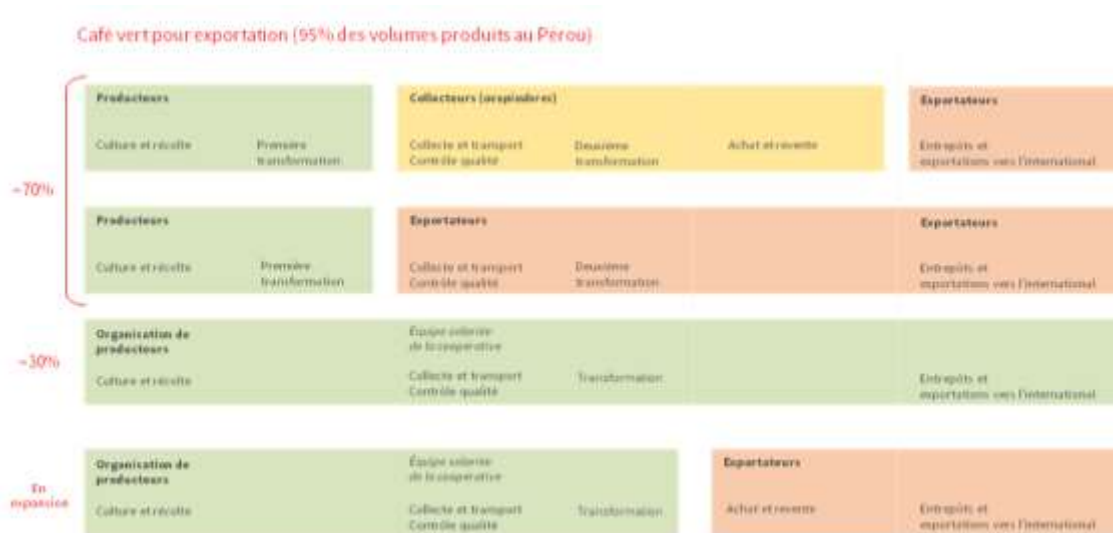 Café vert pour exportation (95% des volumes produits au Pérou)
Producteurs
Culture et récolte
Première
transformation
Collecteurs (acopiadores)
Collecte et transport
Contrôle qualité
Deuxième
transformation
Achat et revente
Exportateurs
Entrepôts et
exportations vers l'international
~70%
Producteurs
Culture et récolte
Première
transformation
Exportateurs
Collecte et transport
Contrôle qualité
Deuxième
transformation
Exportateurs
Entrepôts et
exportations vers l'international
~30%
Organisation de
producteurs
Culture et récolte
Équipe salariée
de la coopérative
Collecte et transport
Contrôle qualité
Transformation
Entrepôts et
exportations vers l'international
En
expansion
Organisation de
producteurs
Culture et récolte
Équipe salariée
de la coopérative
Collecte et transport
Contrôle qualité
Transformation
Exportateurs
Achat et revente
Entrepôts et
exportations vers l'international